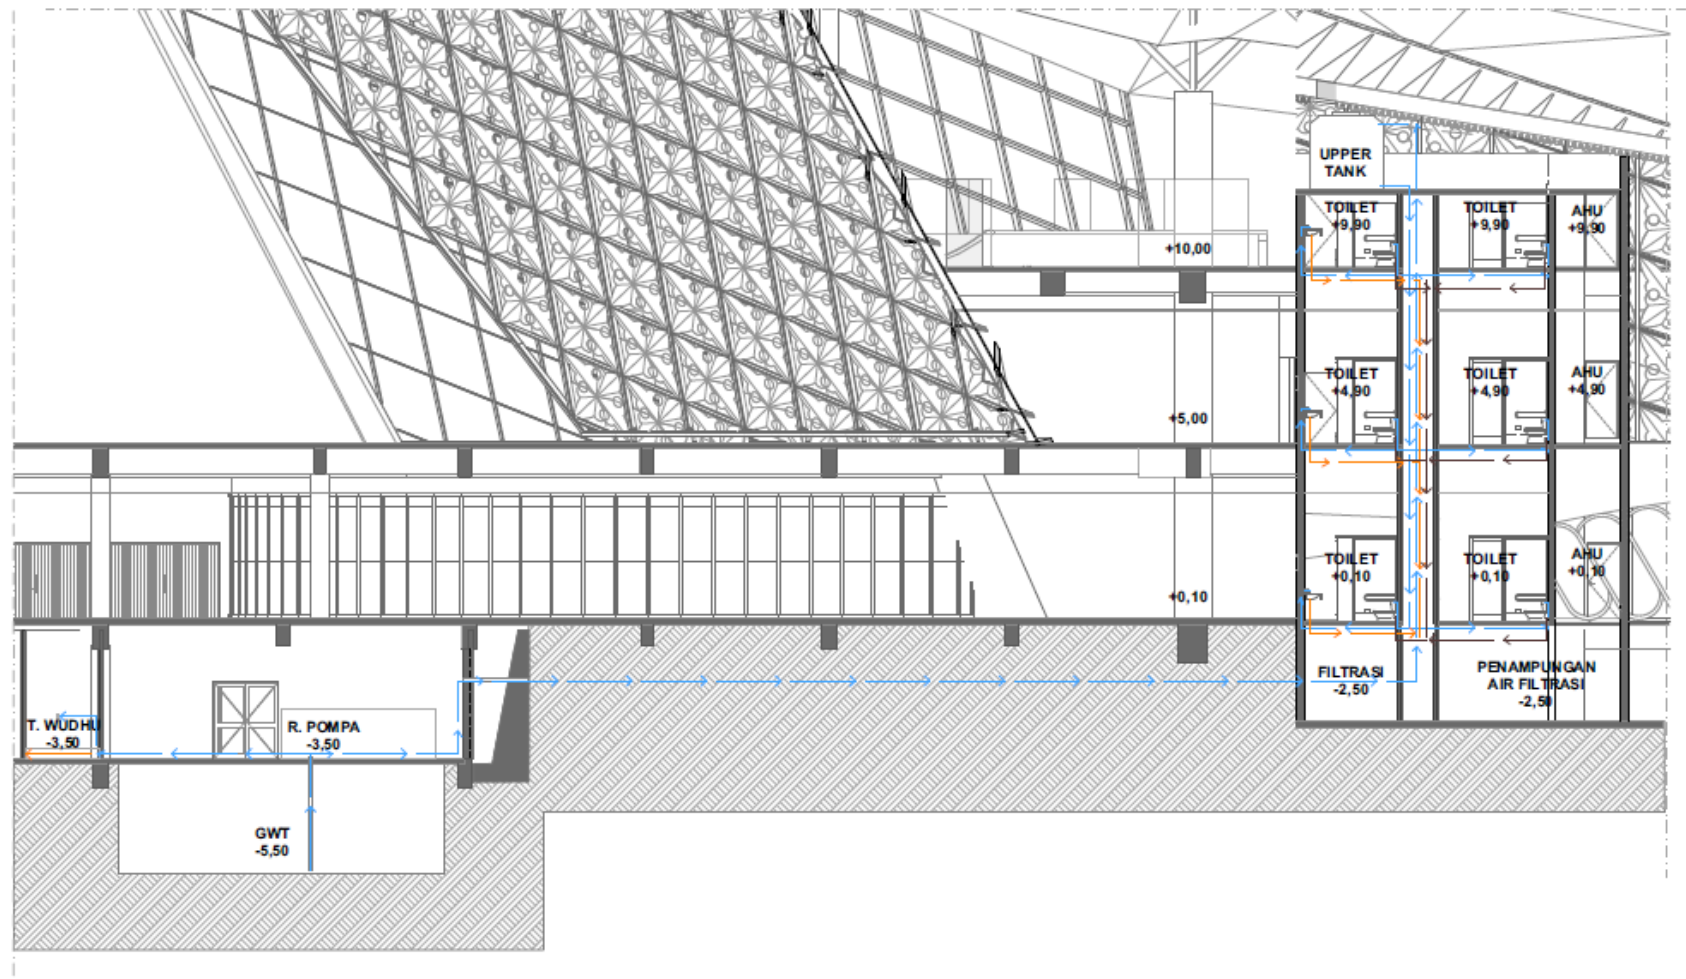 UPPER
TANK
TOILET
+9,90
TOILET
+9,90
AHU
+9,90
+10,00
TOILET
+4,90
TOILET
+4,90
AHU
+4,90
+5,00
TOILET
+0,10
TOILET
+0,10
AHU
+0,10
+0,10
FILTRASI
-2,50
PENAMPUNGAN
AIR FILTRASI
-2,50
T. WUDHU
-3,50
R. POMPA
-3,50
GWT
-5,50